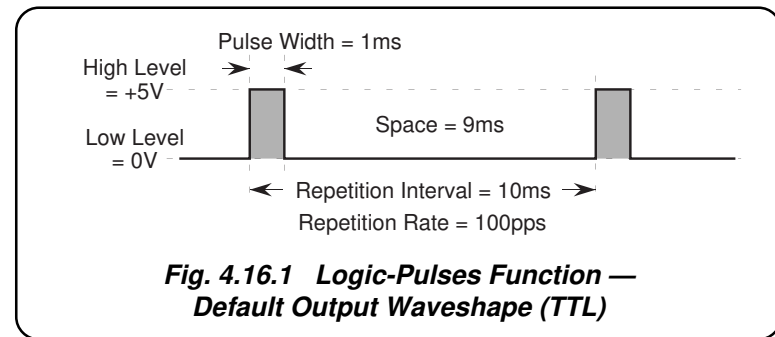 Pulse Width = 1ms
High Level
= +5V
Space = 9ms
Low Level
= 0V
Repetition Interval = 10ms
Repetition Rate = 100pps
Fig. 4.16.1 Logic-Pulses Function —
Default Output Waveshape (TTL)